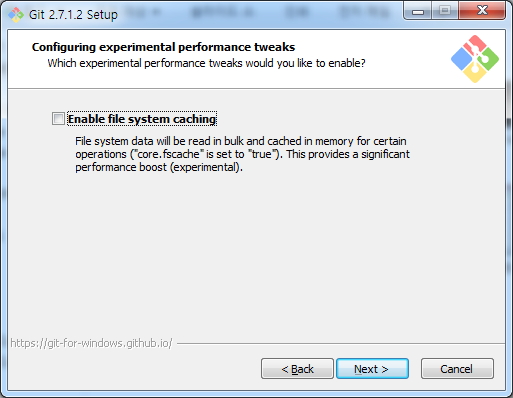 Git 2.7.1.2 Setup
Configuring experimental performance tweaks
Which experimental performance tweaks would you like to enable?
Enable file system caching
File system data will be read in bulk and cached in memory for certain
operations ("core.fscache" is set to "true"). This provides a significant
performance boost (experimental).
https://git-for-windows.github.io/
< Back
Next >
Cancel